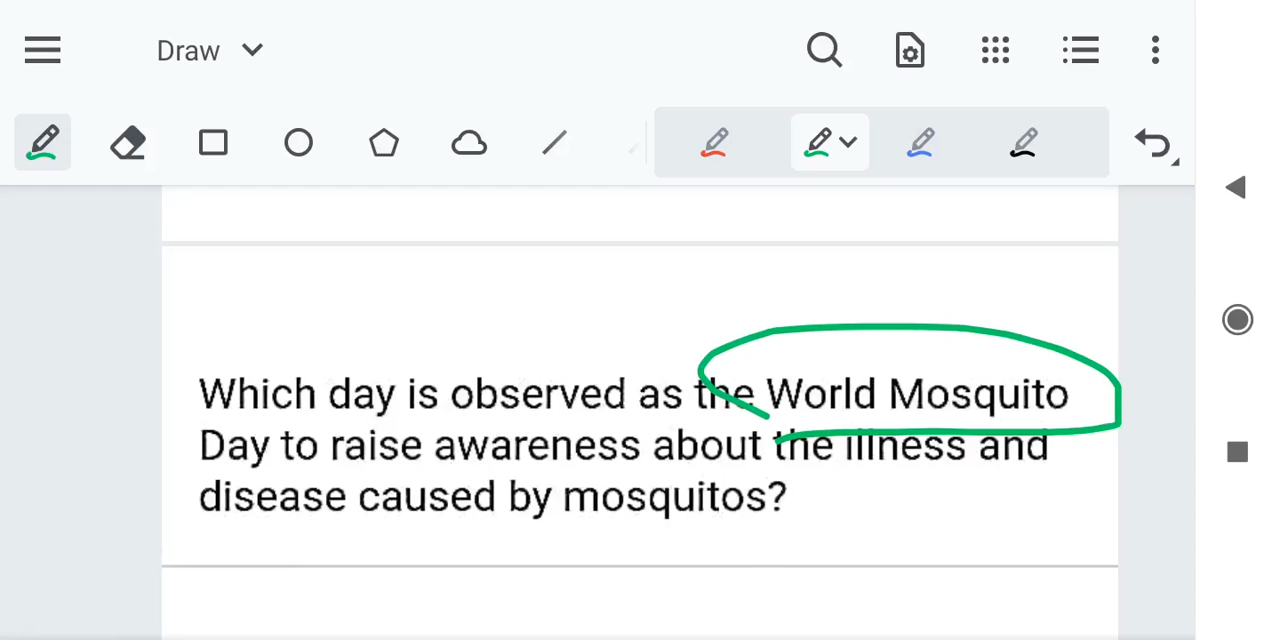 Draw
Which day is observed as the World Mosquito
Day to raise awareness about the illness and
disease caused by mosquitos?